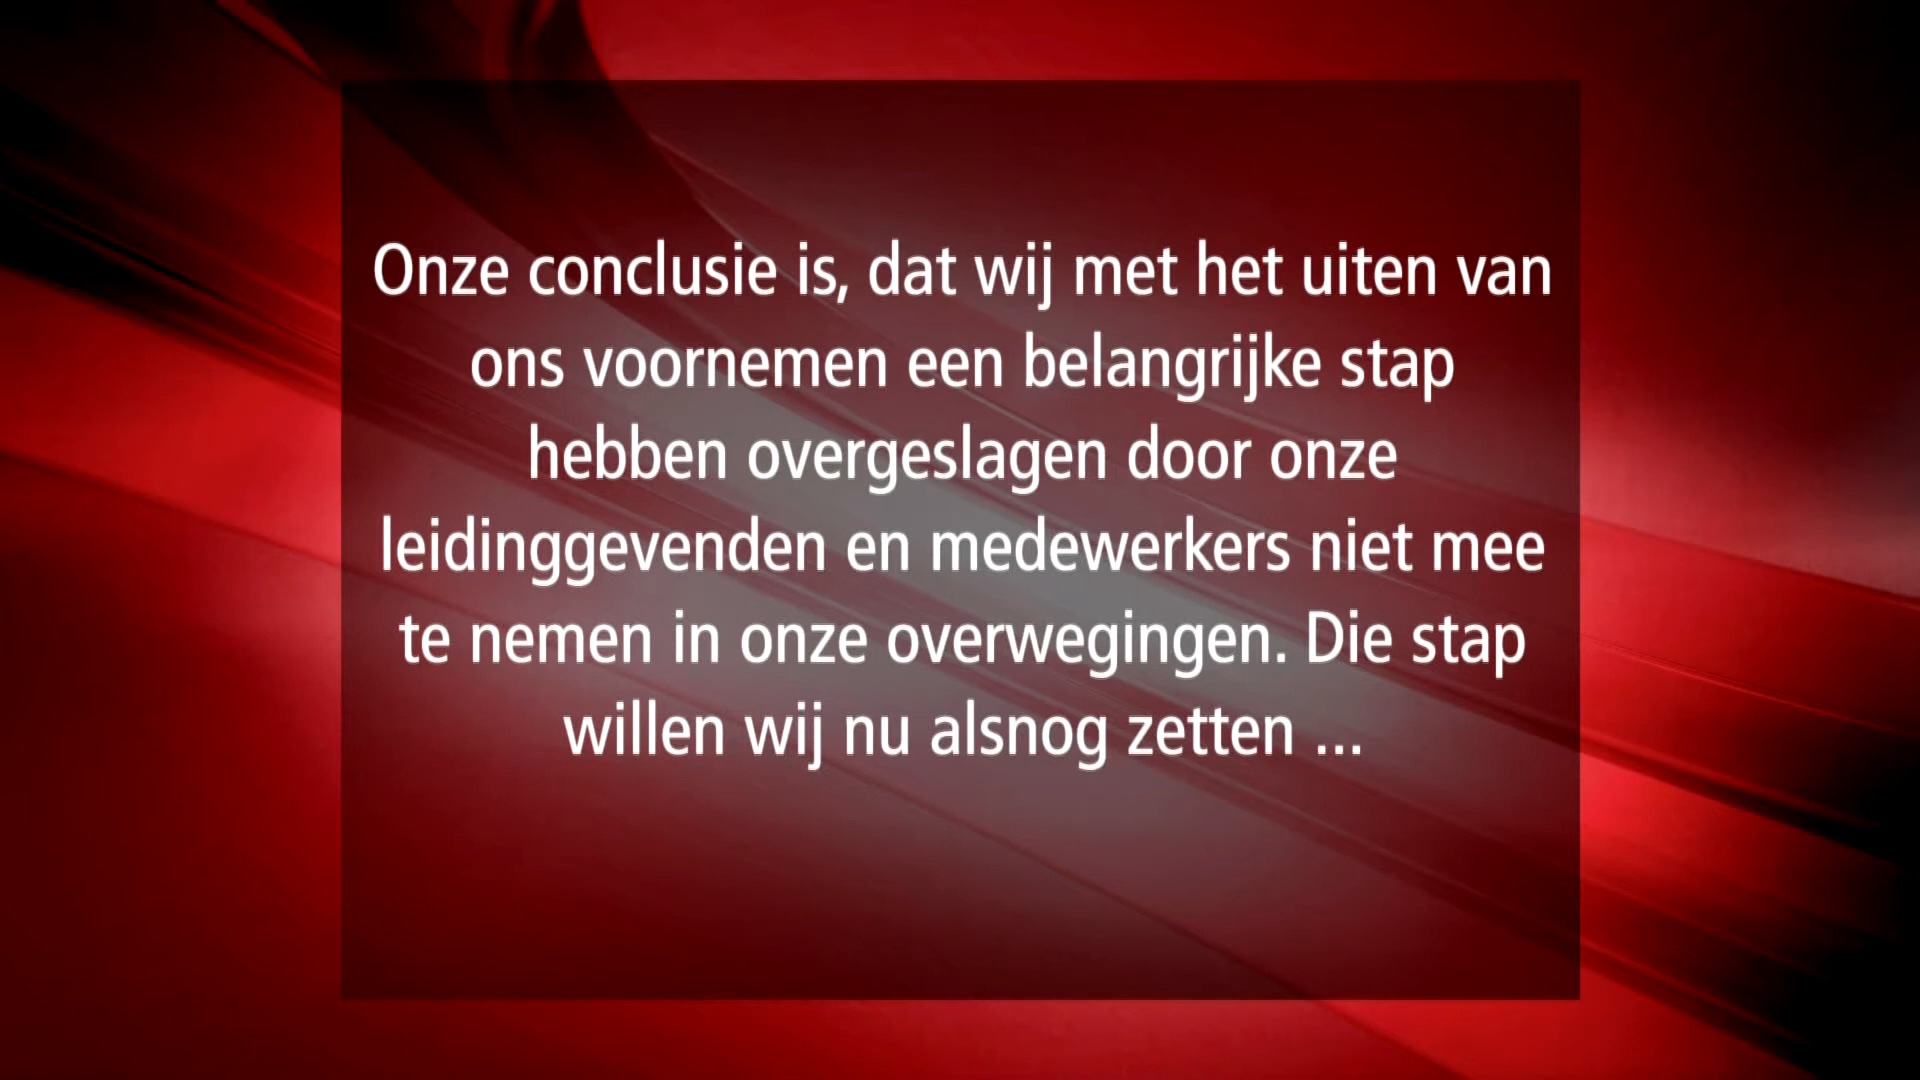 Onze conclusie is, dat wij met het uiten van
ons voornemen een belangrijke stap
hebben overgeslagen door onze
leidinggevenden en medewerkers niet mee
te nemen in onze overwegingen. Die stap
willen wij nu alsnog zetten ...